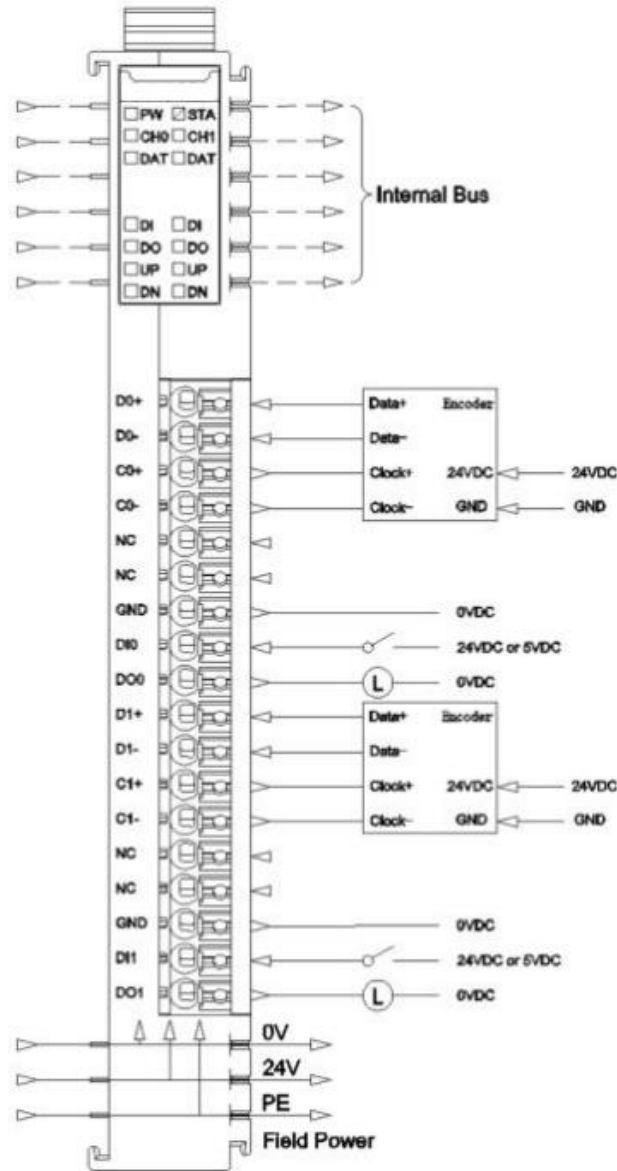 PW STA
CH0 CH1
DAT DAT
Internal Bus
DI DI
DO DO
UP UP
DN DN
D0+ Data+ Encoder
D0- Data-
C0+ Clock+ 24VDC 24VDC
C0- Clock- GND GND
NC
NC
GND 0VDC
DI0 24VDC or 5VDC
DO0 L 0VDC
D1+ Data+ Encoder
D1- Data-
C1+ Clock+ 24VDC 24VDC
C1- Clock- GND GND
NC
NC
GND 0VDC
DI1 24VDC or 5VDC
DO1 L 0VDC
0V
24V
PE
Field Power